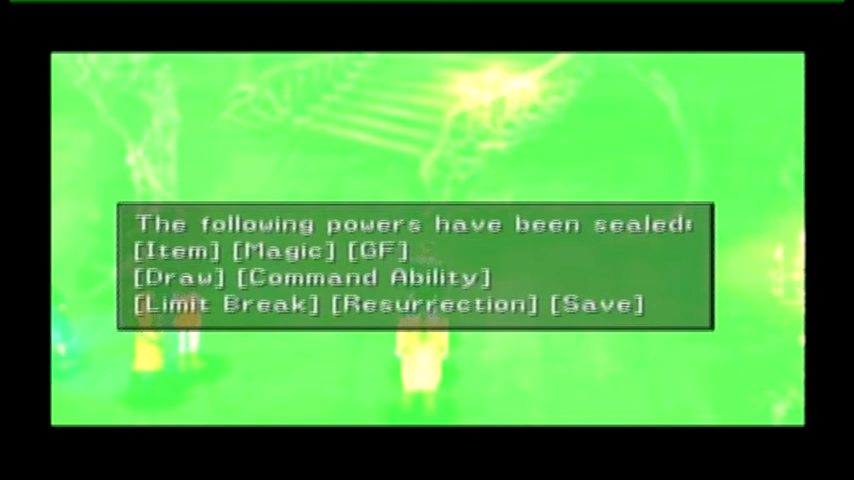 The following powers have been sealed:
[Item] [Magic] [GF]
[Draw] [Command Ability]
[Limit Break] [Resurrection] [Save]